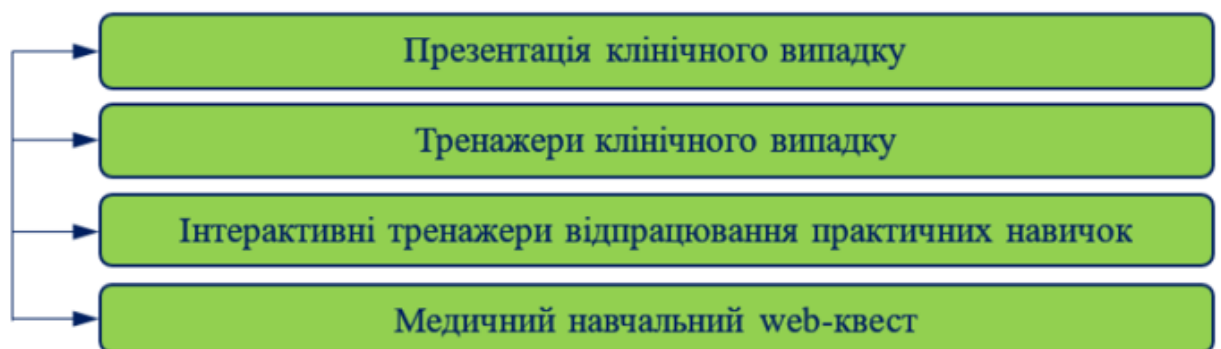 Презентація клінічного випадку
Тренажери клінічного випадку
Інтерактивні тренажери відпрацювання практичних навичок
Медичний навчальний web-квест